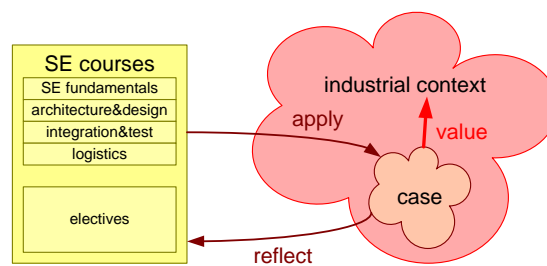 SE courses
SE fundamentals
architecture&design
integration&test
logistics
electives
industrial context
apply
value
case
reflect